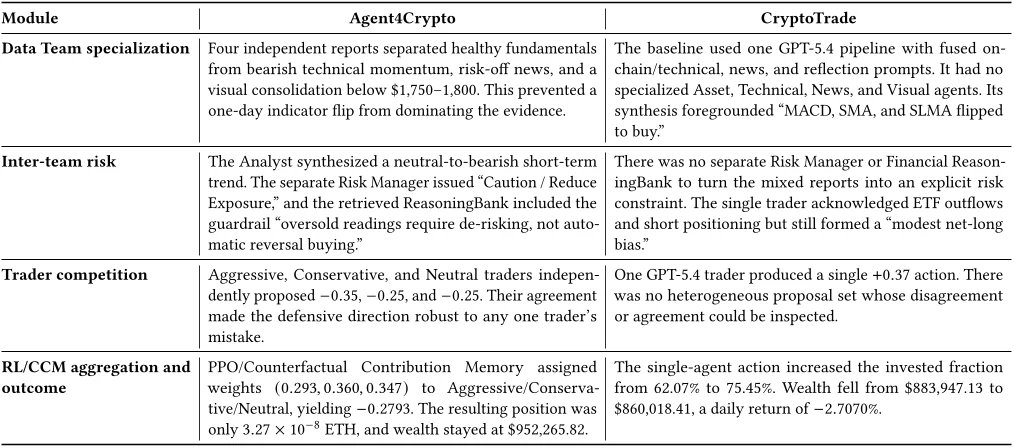 Module
Agent4Crypto
CryptoTrade
Data Team specialization
Four independent reports separated healthy fundamentals
from bearish technical momentum, risk-off news, and a
visual consolidation below $1,750–1,800. This prevented a
one-day indicator flip from dominating the evidence.
The baseline used one GPT-5.4 pipeline with fused on-
chain/technical, news, and reflection prompts. It had no
specialized Asset, Technical, News, and Visual agents. Its
synthesis foregrounded “MACD, SMA, and SLMA flipped
to buy.”
Inter-team risk
The Analyst synthesized a neutral-to-bearish short-term
trend. The separate Risk Manager issued “Caution / Reduce
Exposure,” and the retrieved ReasoningBank included the
guardrail “oversold readings require de-risking, not auto-
matic reversal buying.”
There was no separate Risk Manager or Financial Reason-
ingBank to turn the mixed reports into an explicit risk
constraint. The single trader acknowledged ETF outflows
and short positioning but still formed a “modest net-long
bias.”
Trader competition
Aggressive, Conservative, and Neutral traders indepen-
dently proposed −0.35, −0.25, and −0.25. Their agreement
made the defensive direction robust to any one trader’s
mistake.
One GPT-5.4 trader produced a single +0.37 action. There
was no heterogeneous proposal set whose disagreement
or agreement could be inspected.
RL/CCM aggregation and
outcome
PPO/Counterfactual Contribution Memory assigned
weights (0.293, 0.360, 0.347) to Aggressive/Conserva-
tive/Neutral, yielding −0.2793. The resulting position was
only 3.27 × 10⁻⁸ ETH, and wealth stayed at $952,265.82.
The single-agent action increased the invested fraction
from 62.07% to 75.45%. Wealth fell from $883,947.13 to
$860,018.41, a daily return of −2.7070%.